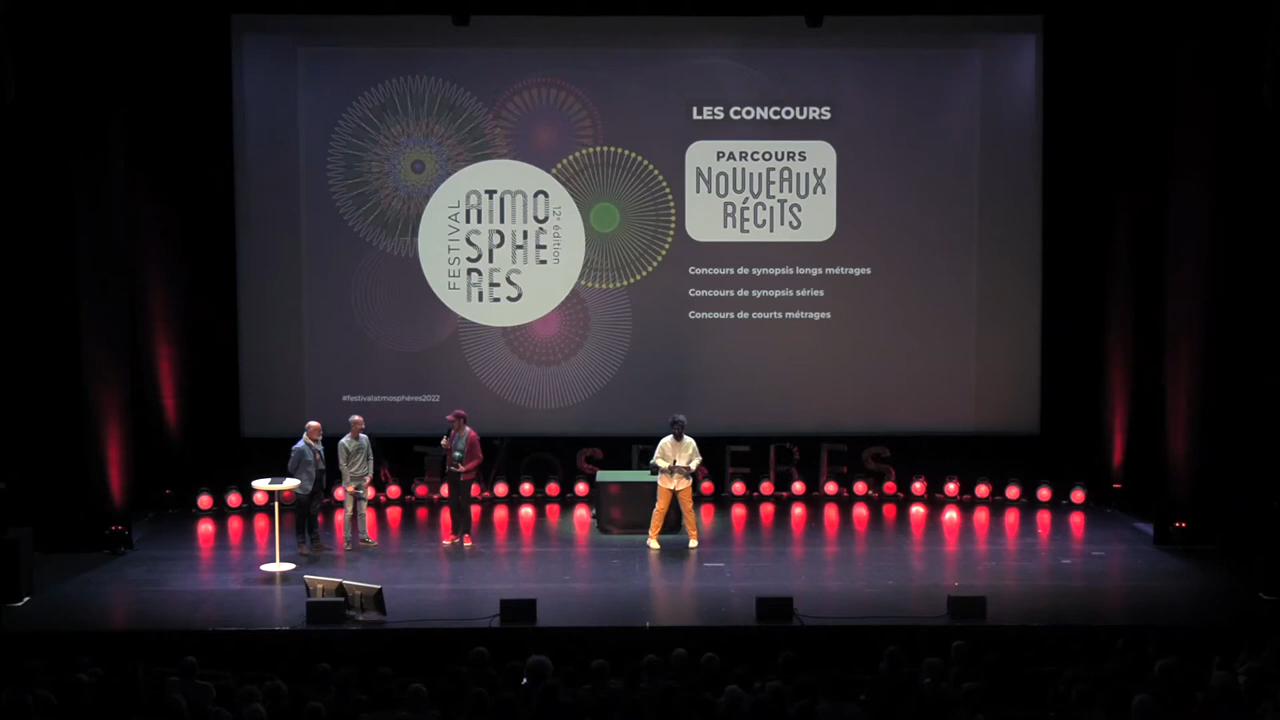 FESTIVAL
ATMO
SPHÈ
RES
12e édition
LES CONCOURS
PARCOURS
NOUVEAUX
RÉCITS
Concours de synopsis longs métrages
Concours de synopsis séries
Concours de courts métrages
#festivalatmosphères2022